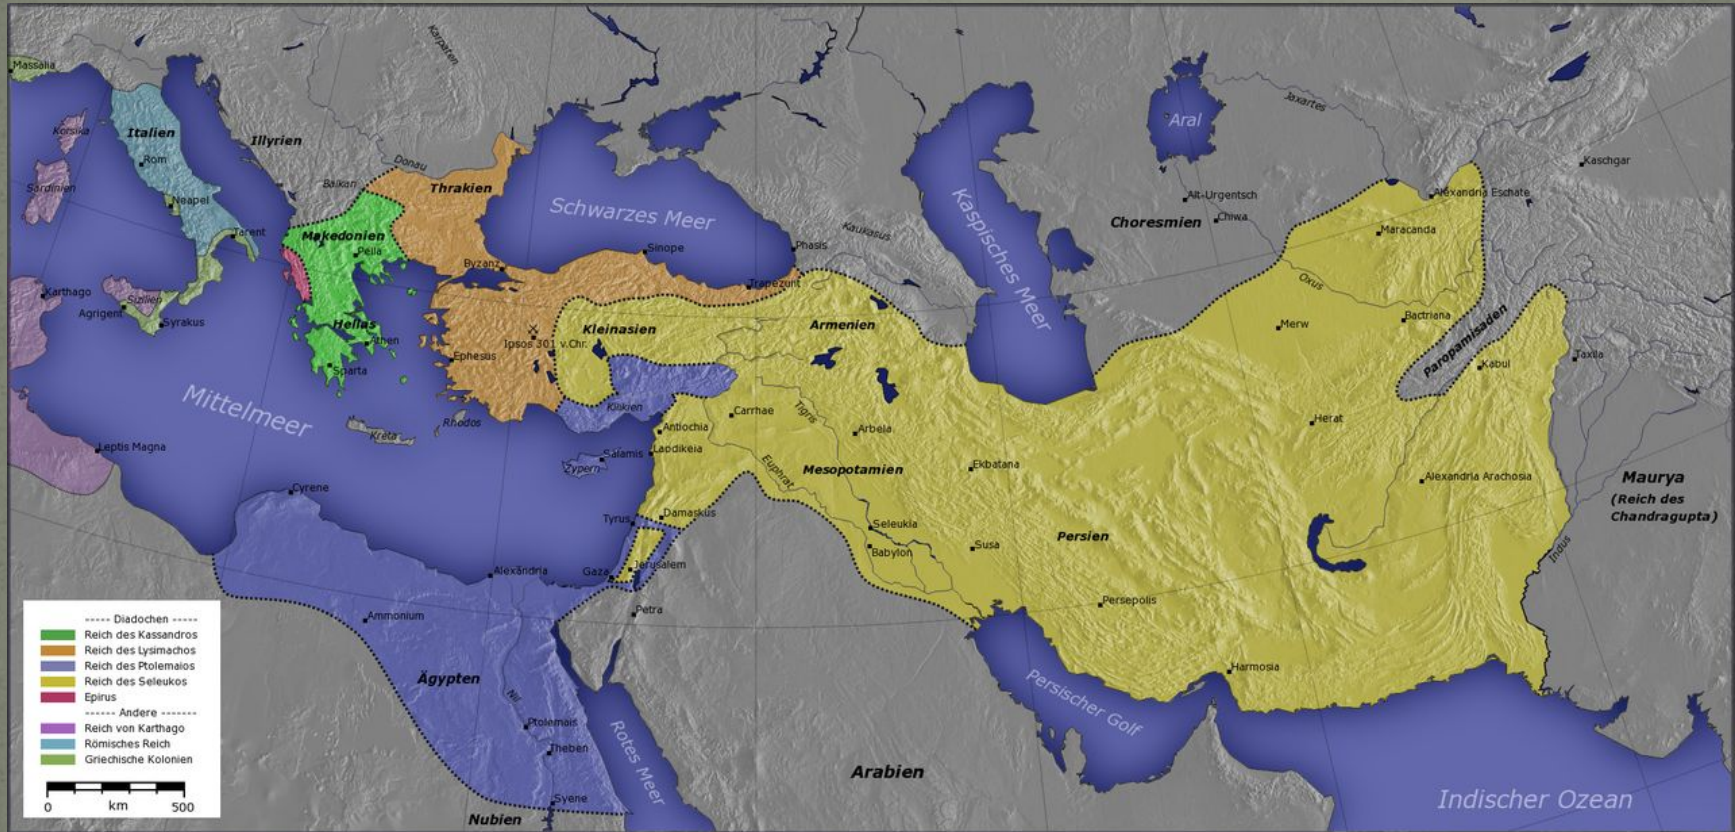 Massalia
Karpaten
Korsika
Italien
Rom
Illyrien
Donau
Balkan
Thrakien
Schwarzes Meer
Kaukasus
Kaspisches Meer
Aral
Jaxartes
Kaschgar
Alt-Urgentsch
Chiwa
Choresmien
Alexandria Eschate
Maracanda
Sardinien
Neapel
Tarent
Makedonien
Pella
Byzanz
Sinope
Phasis
Trapezunt
Oxus
Karthago
Sizilien
Agrigent
Syrakus
Hellas
Athen
Sparta
Ephesus
Ipsos 301 v.Chr.
Kleinasien
Armenien
Merw
Bactriana
Paropamisaden
Kabul
Taxila
Mittelmeer
Kreta
Rhodos
Kilikien
Carrhae
Tigris
Arbela
Herat
Leptis Magna
Antiochia
Laodikeia
Salamis
Zypern
Euphrat
Mesopotamien
Ekbatana
Alexandria Arachosia
Maurya
(Reich des
Chandragupta)
Cyrene
Tyrus
Damaskus
Seleukia
Babylon
Susa
Persien
Indus
Alexandria
Gaza
Jerusalem
Petra
Persepolis
Ammonium
Ägypten
Nil
Harmosia
Persischer Golf
Ptolemais
Theben
Rotes Meer
Arabien
Syene
Nubien
Indischer Ozean
----- Diadochen -----
Reich des Kassandros
Reich des Lysimachos
Reich des Ptolemaios
Reich des Seleukos
Epirus
------ Andere ------
Reich von Karthago
Römisches Reich
Griechische Kolonien
0 km 500